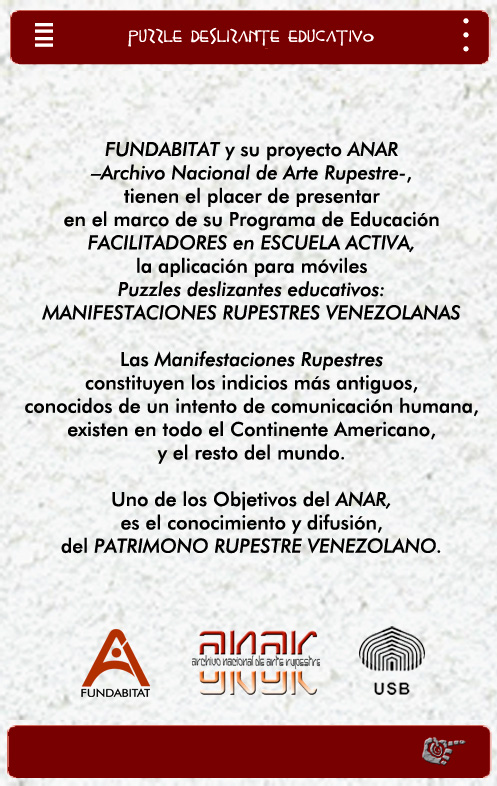 PUZZLE DESLIZANTE EDUCATIVO
FUNDABITAT y su proyecto ANAR
–Archivo Nacional de Arte Rupestre-,
tienen el placer de presentar
en el marco de su Programa de Educación
FACILITADORES en ESCUELA ACTIVA,
la aplicación para móviles
Puzzles deslizantes educativos:
MANIFESTACIONES RUPESTRES VENEZOLANAS
Las Manifestaciones Rupestres
constituyen los indicios más antiguos,
conocidos de un intento de comunicación humana,
existen en todo el Continente Americano,
y el resto del mundo.
Uno de los Objetivos del ANAR,
es el conocimiento y difusión,
del PATRIMONO RUPESTRE VENEZOLANO.
FUNDABITAT
anar
archivo nacional de arte rupestre
USB